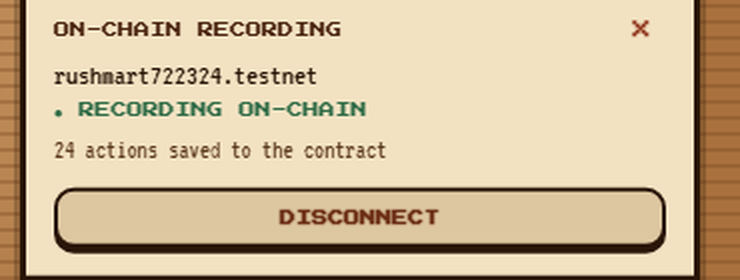 ON-CHAIN RECORDING ×
rushmart722324.testnet
• RECORDING ON-CHAIN
24 actions saved to the contract
DISCONNECT